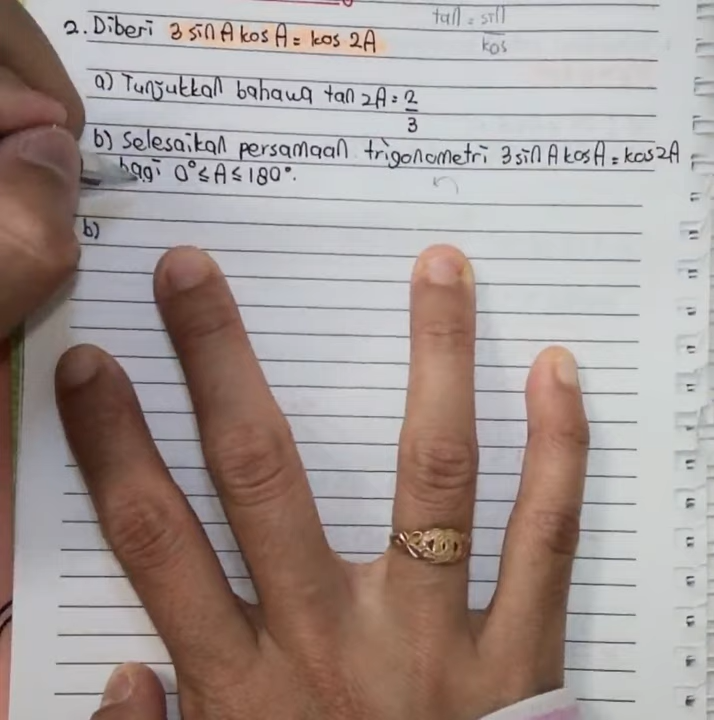 tan = sin
kos
2. Diberi 3 sin A kos A = kos 2A
a) Tunjukkan bahawa tan 2A = 2
3
b) Selesaikan persamaan trigonometri 3 sin A kos A = kos 2A
bagi 0° ≤ A ≤ 180°.
b)